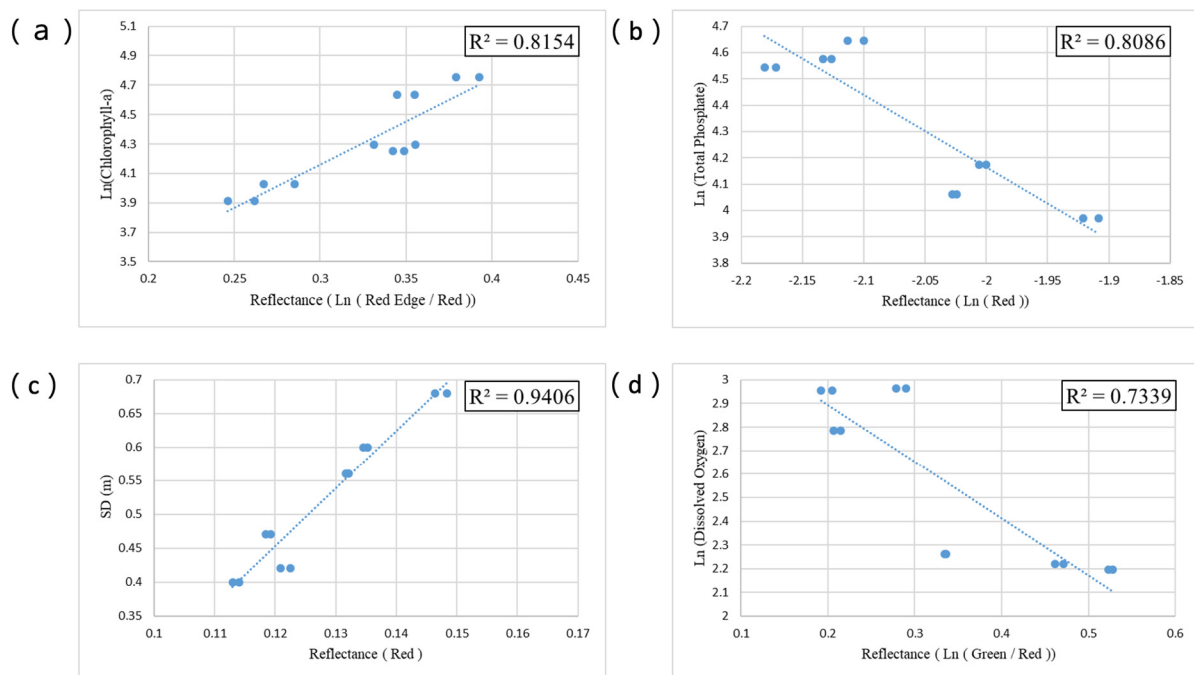 ( a )
R² = 0.8154
Ln(Chlorophyll-a)
5.1
4.9
4.7
4.5
4.3
4.1
3.9
3.7
3.5
0.2 0.25 0.3 0.35 0.4 0.45
Reflectance ( Ln ( Red Edge / Red ))
( b )
R² = 0.8086
Ln (Total Phosphate)
4.8
4.7
4.6
4.5
4.4
4.3
4.2
4.1
4
3.9
3.8
-2.2 -2.15 -2.1 -2.05 -2 -1.95 -1.9 -1.85
Reflectance ( Ln ( Red ))
( c )
R² = 0.9406
SD (m)
0.7
0.65
0.6
0.55
0.5
0.45
0.4
0.35
0.1 0.11 0.12 0.13 0.14 0.15 0.16 0.17
Reflectance ( Red )
( d )
R² = 0.7339
Ln (Dissolved Oxygen)
3
2.9
2.8
2.7
2.6
2.5
2.4
2.3
2.2
2.1
2
0.1 0.2 0.3 0.4 0.5 0.6
Reflectance ( Ln ( Green / Red ))